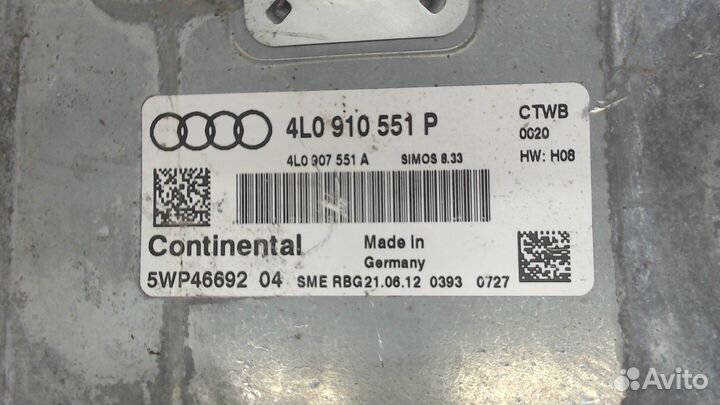 4L0 910 551 P
CTWB
0020
4L0 907 551 A SIMOS 8.33
HW: H08
Continental
Made in
Germany
5WP46692 04 SME RBG21.06.12 0393 0727
Avito